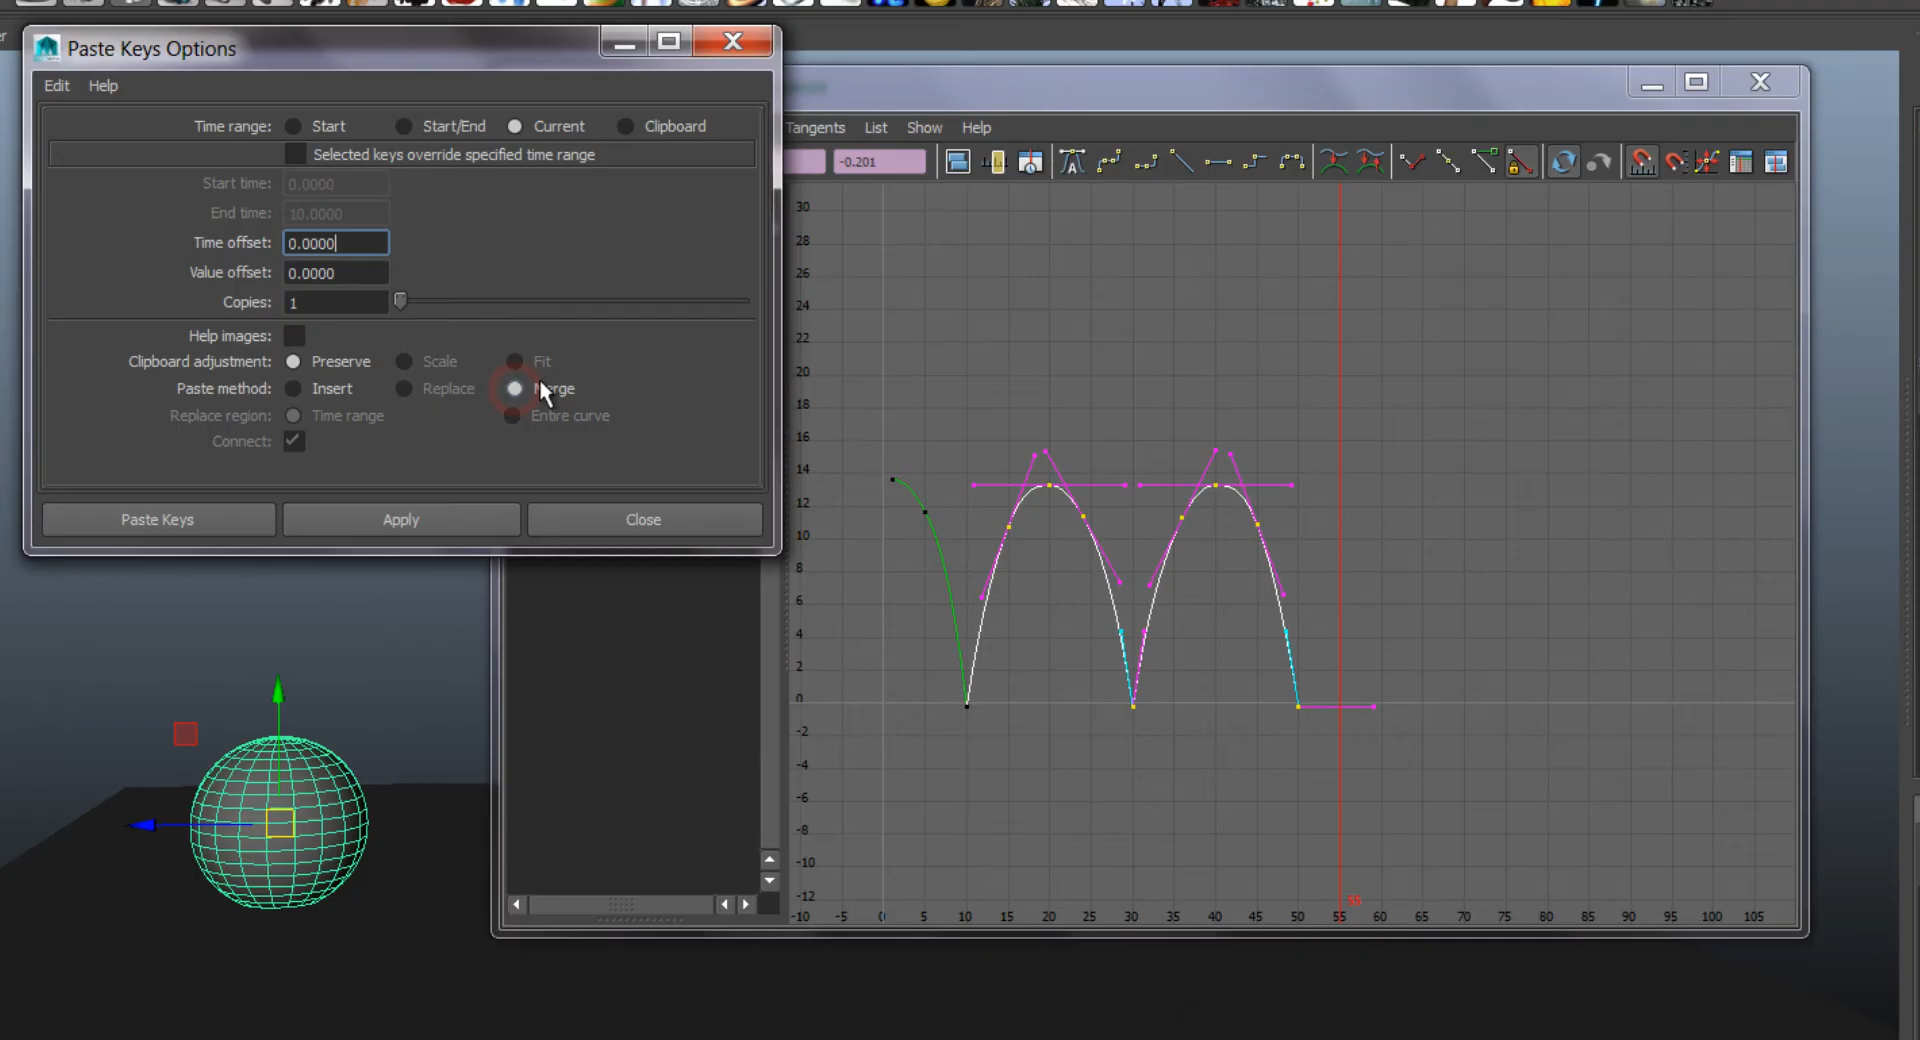 Paste Keys Options
Edit Help
Time range: Start Start/End Current Clipboard
Selected keys override specified time range
Start time: 0.0000
End time: 10.0000
Time offset: 0.0000
Value offset: 0.0000
Copies: 1
Help images:
Clipboard adjustment: Preserve Scale Fit
Paste method: Insert Replace Merge
Replace region: Time range Entire curve
Connect:
Paste Keys Apply Close
Tangents List Show Help
-0.201
30
28
26
24
22
20
18
16
14
12
10
8
6
4
2
0
-2
-4
-6
-8
-10
-12
55
-10 -5 0 5 10 15 20 25 30 35 40 45 50 55 60 65 70 75 80 85 90 95 100 105